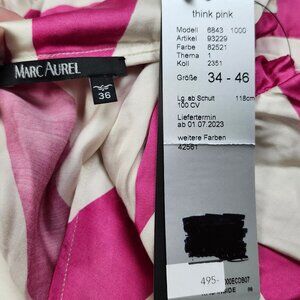 MARC AUREL
36
think pink
Modell 6843 1000
Artikel 93229
Farbe 82521
Thema 1
Koll 2351
Größe 34 - 46
Lg. ab Schult 118cm
100 CV
Liefertermin
ab 01.07.2023
weitere Farben
42561
495.-